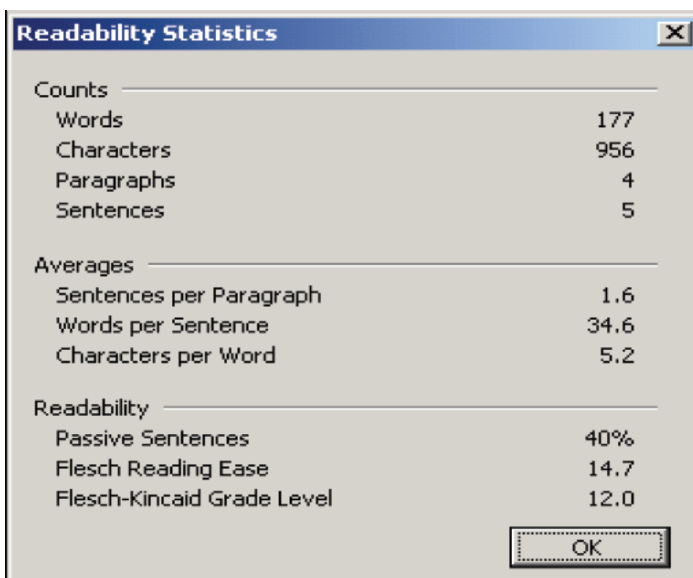 Readability Statistics
Counts
Words 177
Characters 956
Paragraphs 4
Sentences 5
Averages
Sentences per Paragraph 1.6
Words per Sentence 34.6
Characters per Word 5.2
Readability
Passive Sentences 40%
Flesch Reading Ease 14.7
Flesch-Kincaid Grade Level 12.0
OK